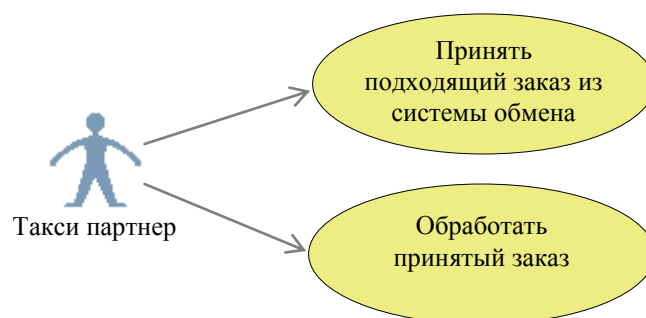 Принять
подходящий заказ из
системы обмена
Такси партнер
Обработать
принятый заказ